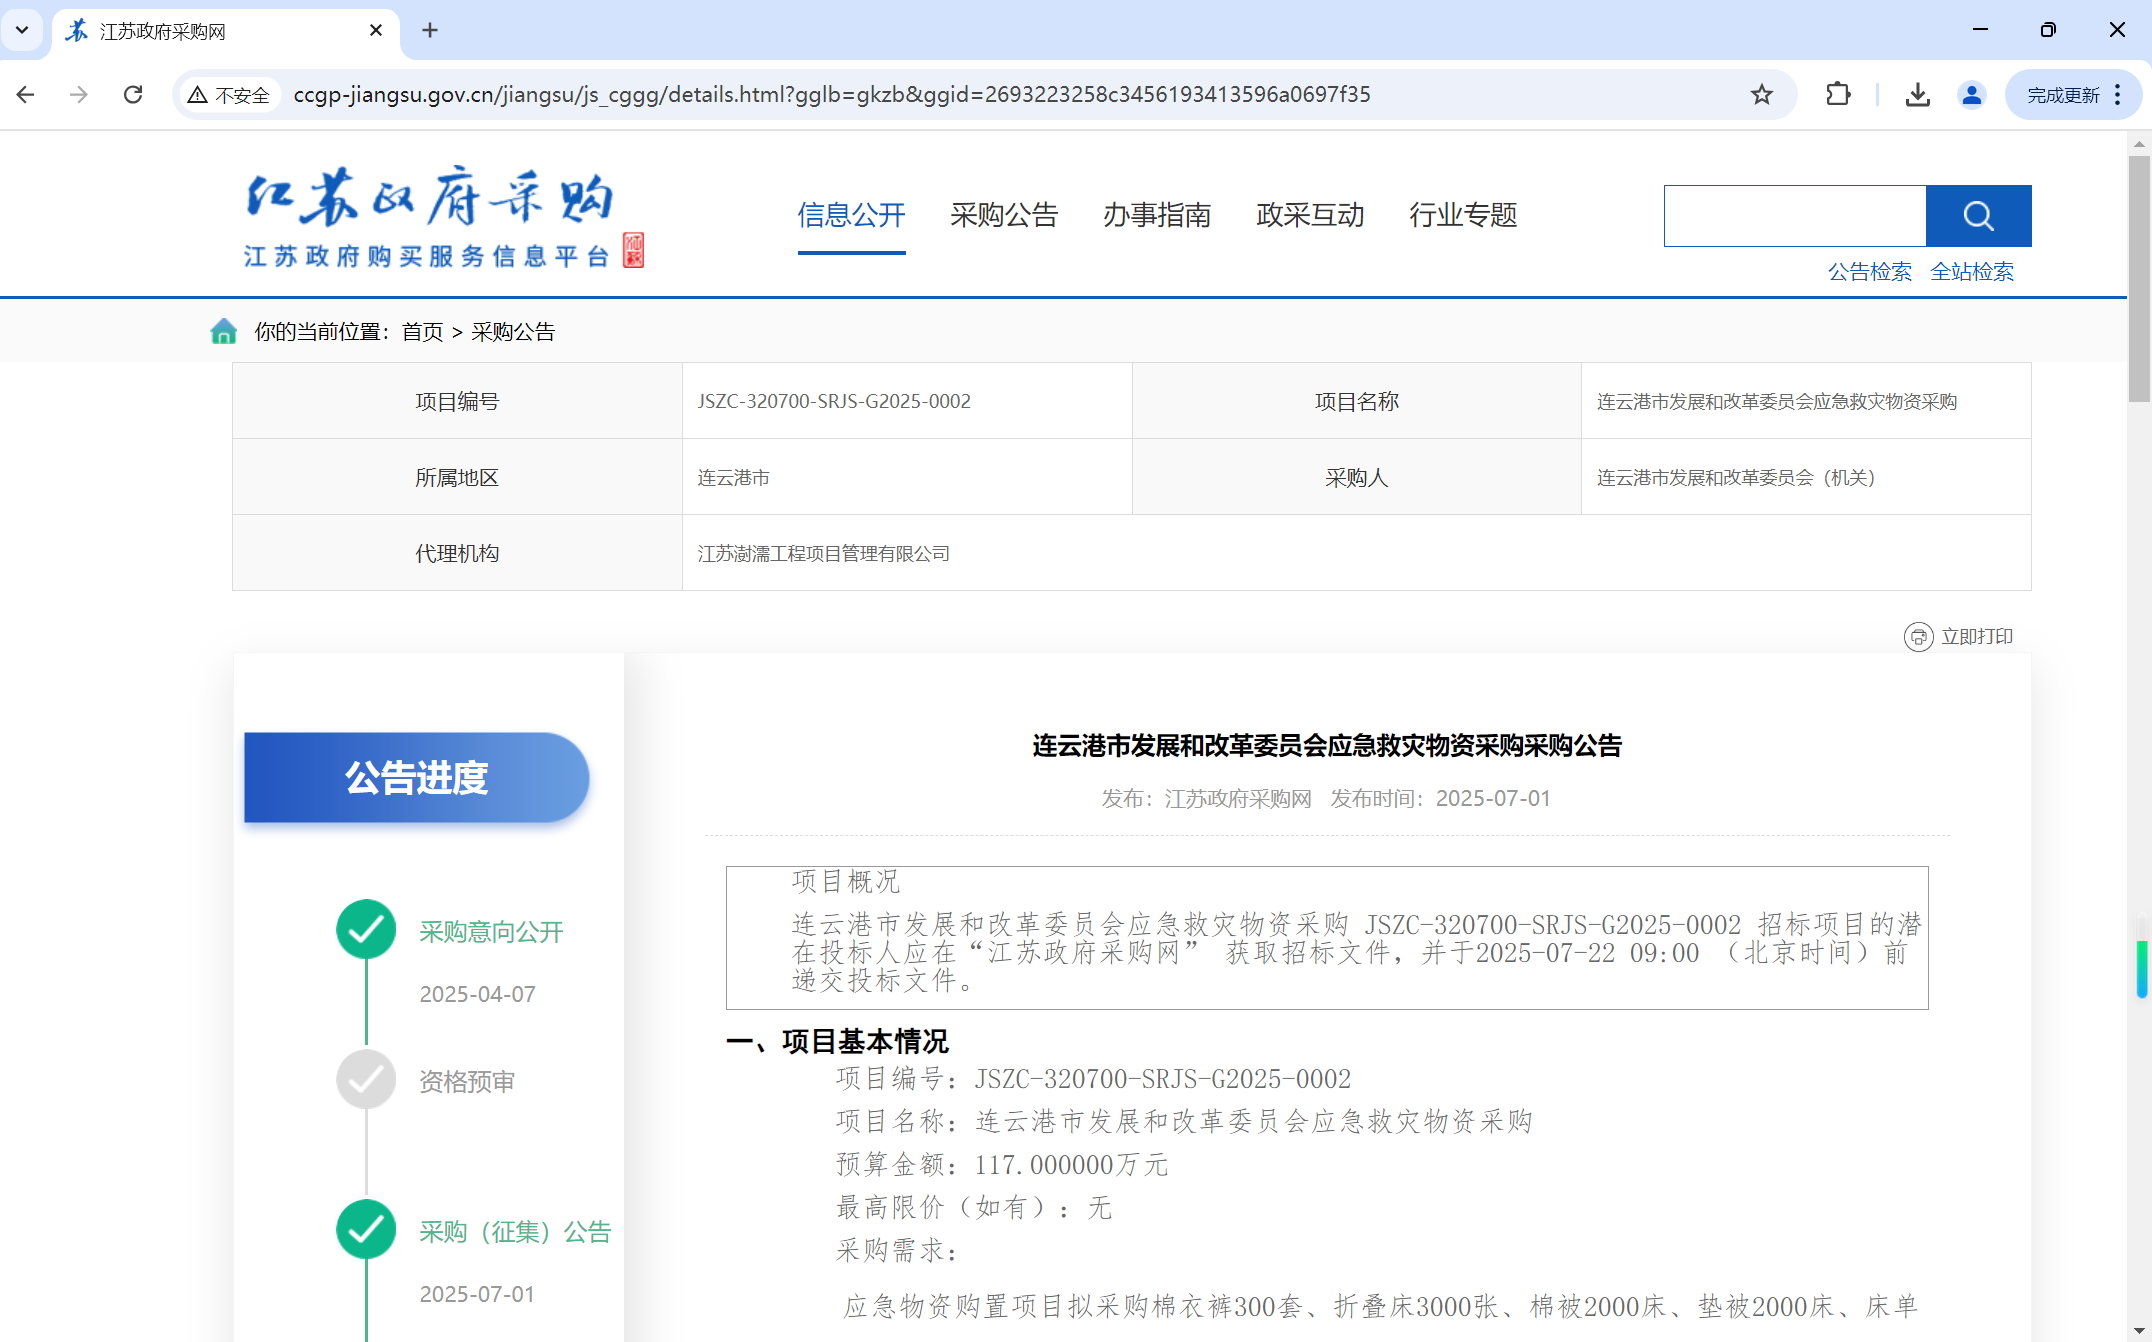 江苏政府采购网
不安全
ccgp-jiangsu.gov.cn/jiangsu/js_cggg/details.html?gglb=gkzb&ggid=2693223258c3456193413596a0697f35
完成更新
江苏政府采购
江苏政府购买服务信息平台
信息公开 采购公告 办事指南 政采互动 行业专题
公告检索 全站检索
你的当前位置：首页 > 采购公告
项目编号 JSZC-320700-SRJS-G2025-0002 项目名称 连云港市发展和改革委员会应急救灾物资采购
所属地区 连云港市 采购人 连云港市发展和改革委员会（机关）
代理机构 江苏澍濡工程项目管理有限公司
立即打印
公告进度
采购意向公开
2025-04-07
资格预审
采购（征集）公告
2025-07-01
连云港市发展和改革委员会应急救灾物资采购采购公告
发布：江苏政府采购网 发布时间：2025-07-01
项目概况
连云港市发展和改革委员会应急救灾物资采购 JSZC-320700-SRJS-G2025-0002 招标项目的潜
在投标人应在“江苏政府采购网” 获取招标文件，并于2025-07-22 09:00 （北京时间）前
递交投标文件。
一、项目基本情况
项目编号：JSZC-320700-SRJS-G2025-0002
项目名称：连云港市发展和改革委员会应急救灾物资采购
预算金额：117.000000万元
最高限价（如有）：无
采购需求：
应急物资购置项目拟采购棉衣裤300套、折叠床3000张、棉被2000床、垫被2000床、床单